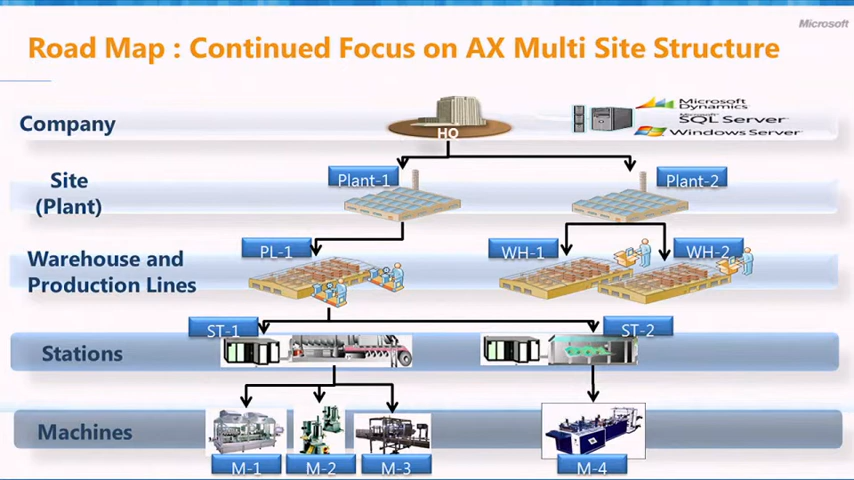 Microsoft
Road Map : Continued Focus on AX Multi Site Structure
Company
HO
Microsoft
Dynamics
Microsoft
SQL Server
Windows Server
Site
(Plant)
Plant-1
Plant-2
Warehouse and
Production Lines
PL-1
WH-1
WH-2
ST-1
ST-2
Stations
Machines
M-1
M-2
M-3
M-4